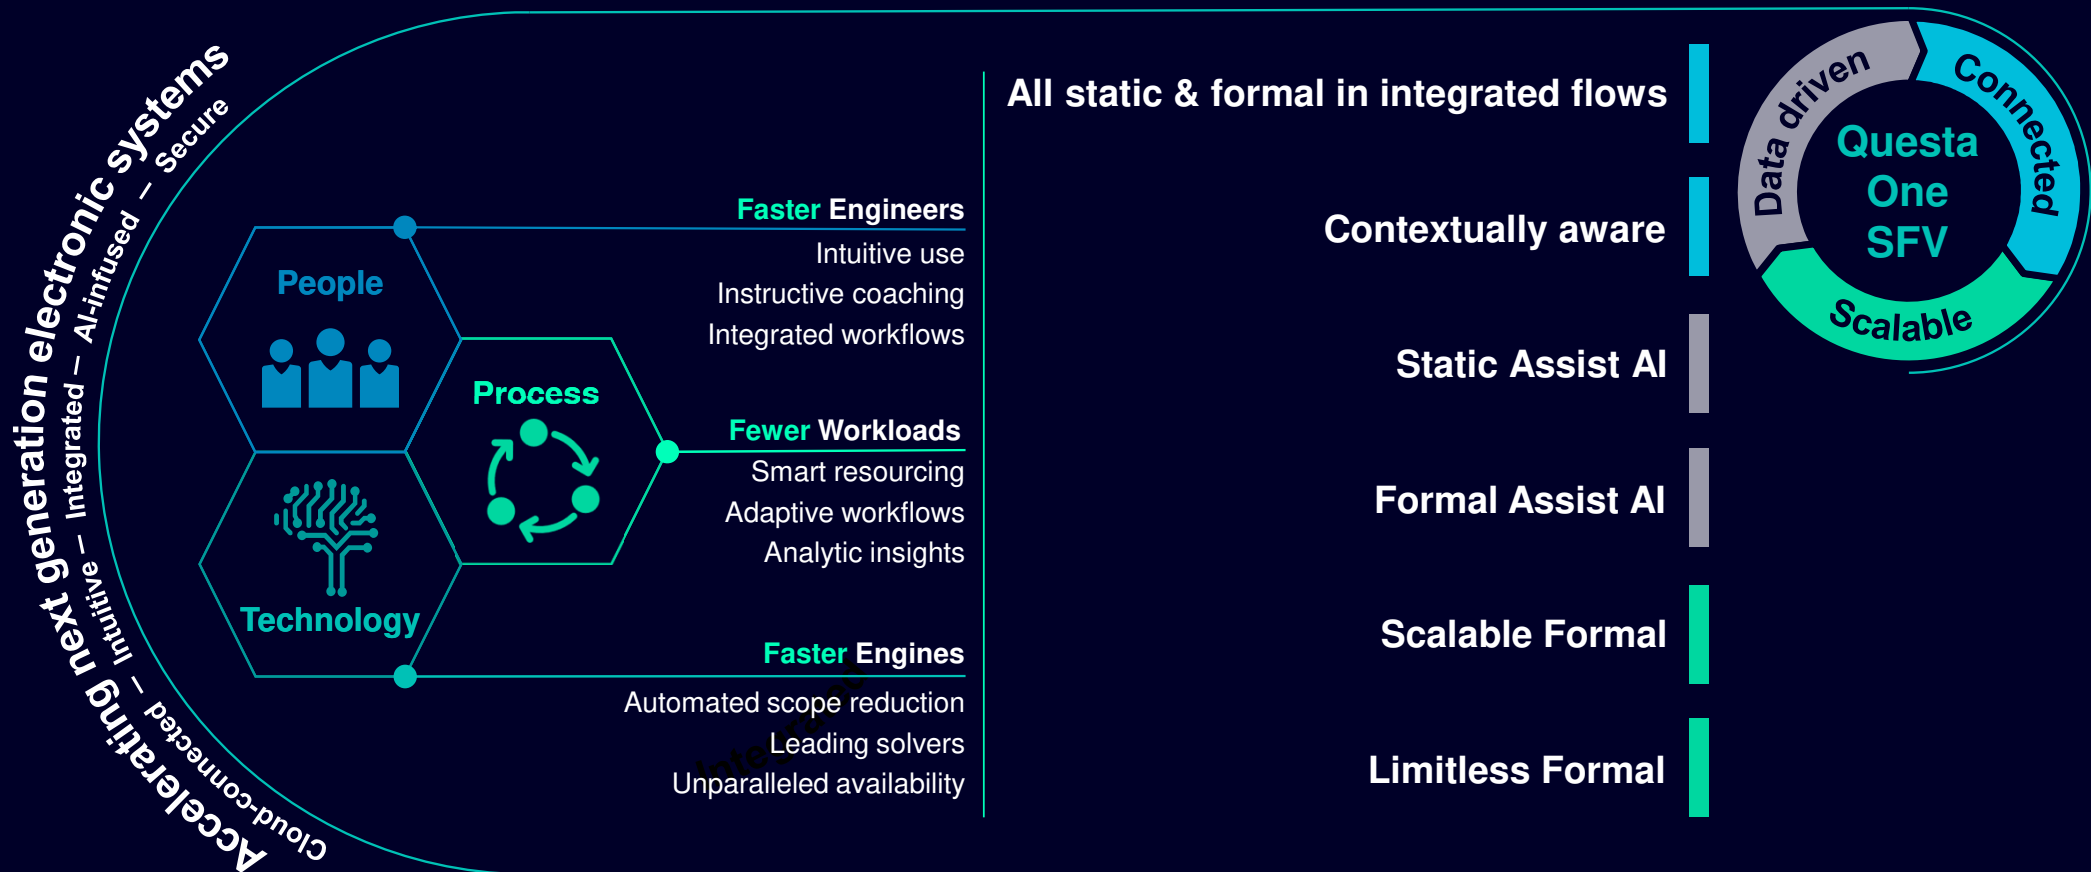 Acccelerating next generation electronic systems
Cloud-connected – Intuitive – Integrated – AI-infused – Secure
People
Process
Technology
Faster Engineers
Intuitive use
Instructive coaching
Integrated workflows
Fewer Workloads
Smart resourcing
Adaptive workflows
Analytic insights
Faster Engines
Automated scope reduction
Leading solvers
Unparalleled availability
Integrated
All static & formal in integrated flows
Contextually aware
Static Assist AI
Formal Assist AI
Scalable Formal
Limitless Formal
Data driven
Connected
Scalable
Questa
One
SFV